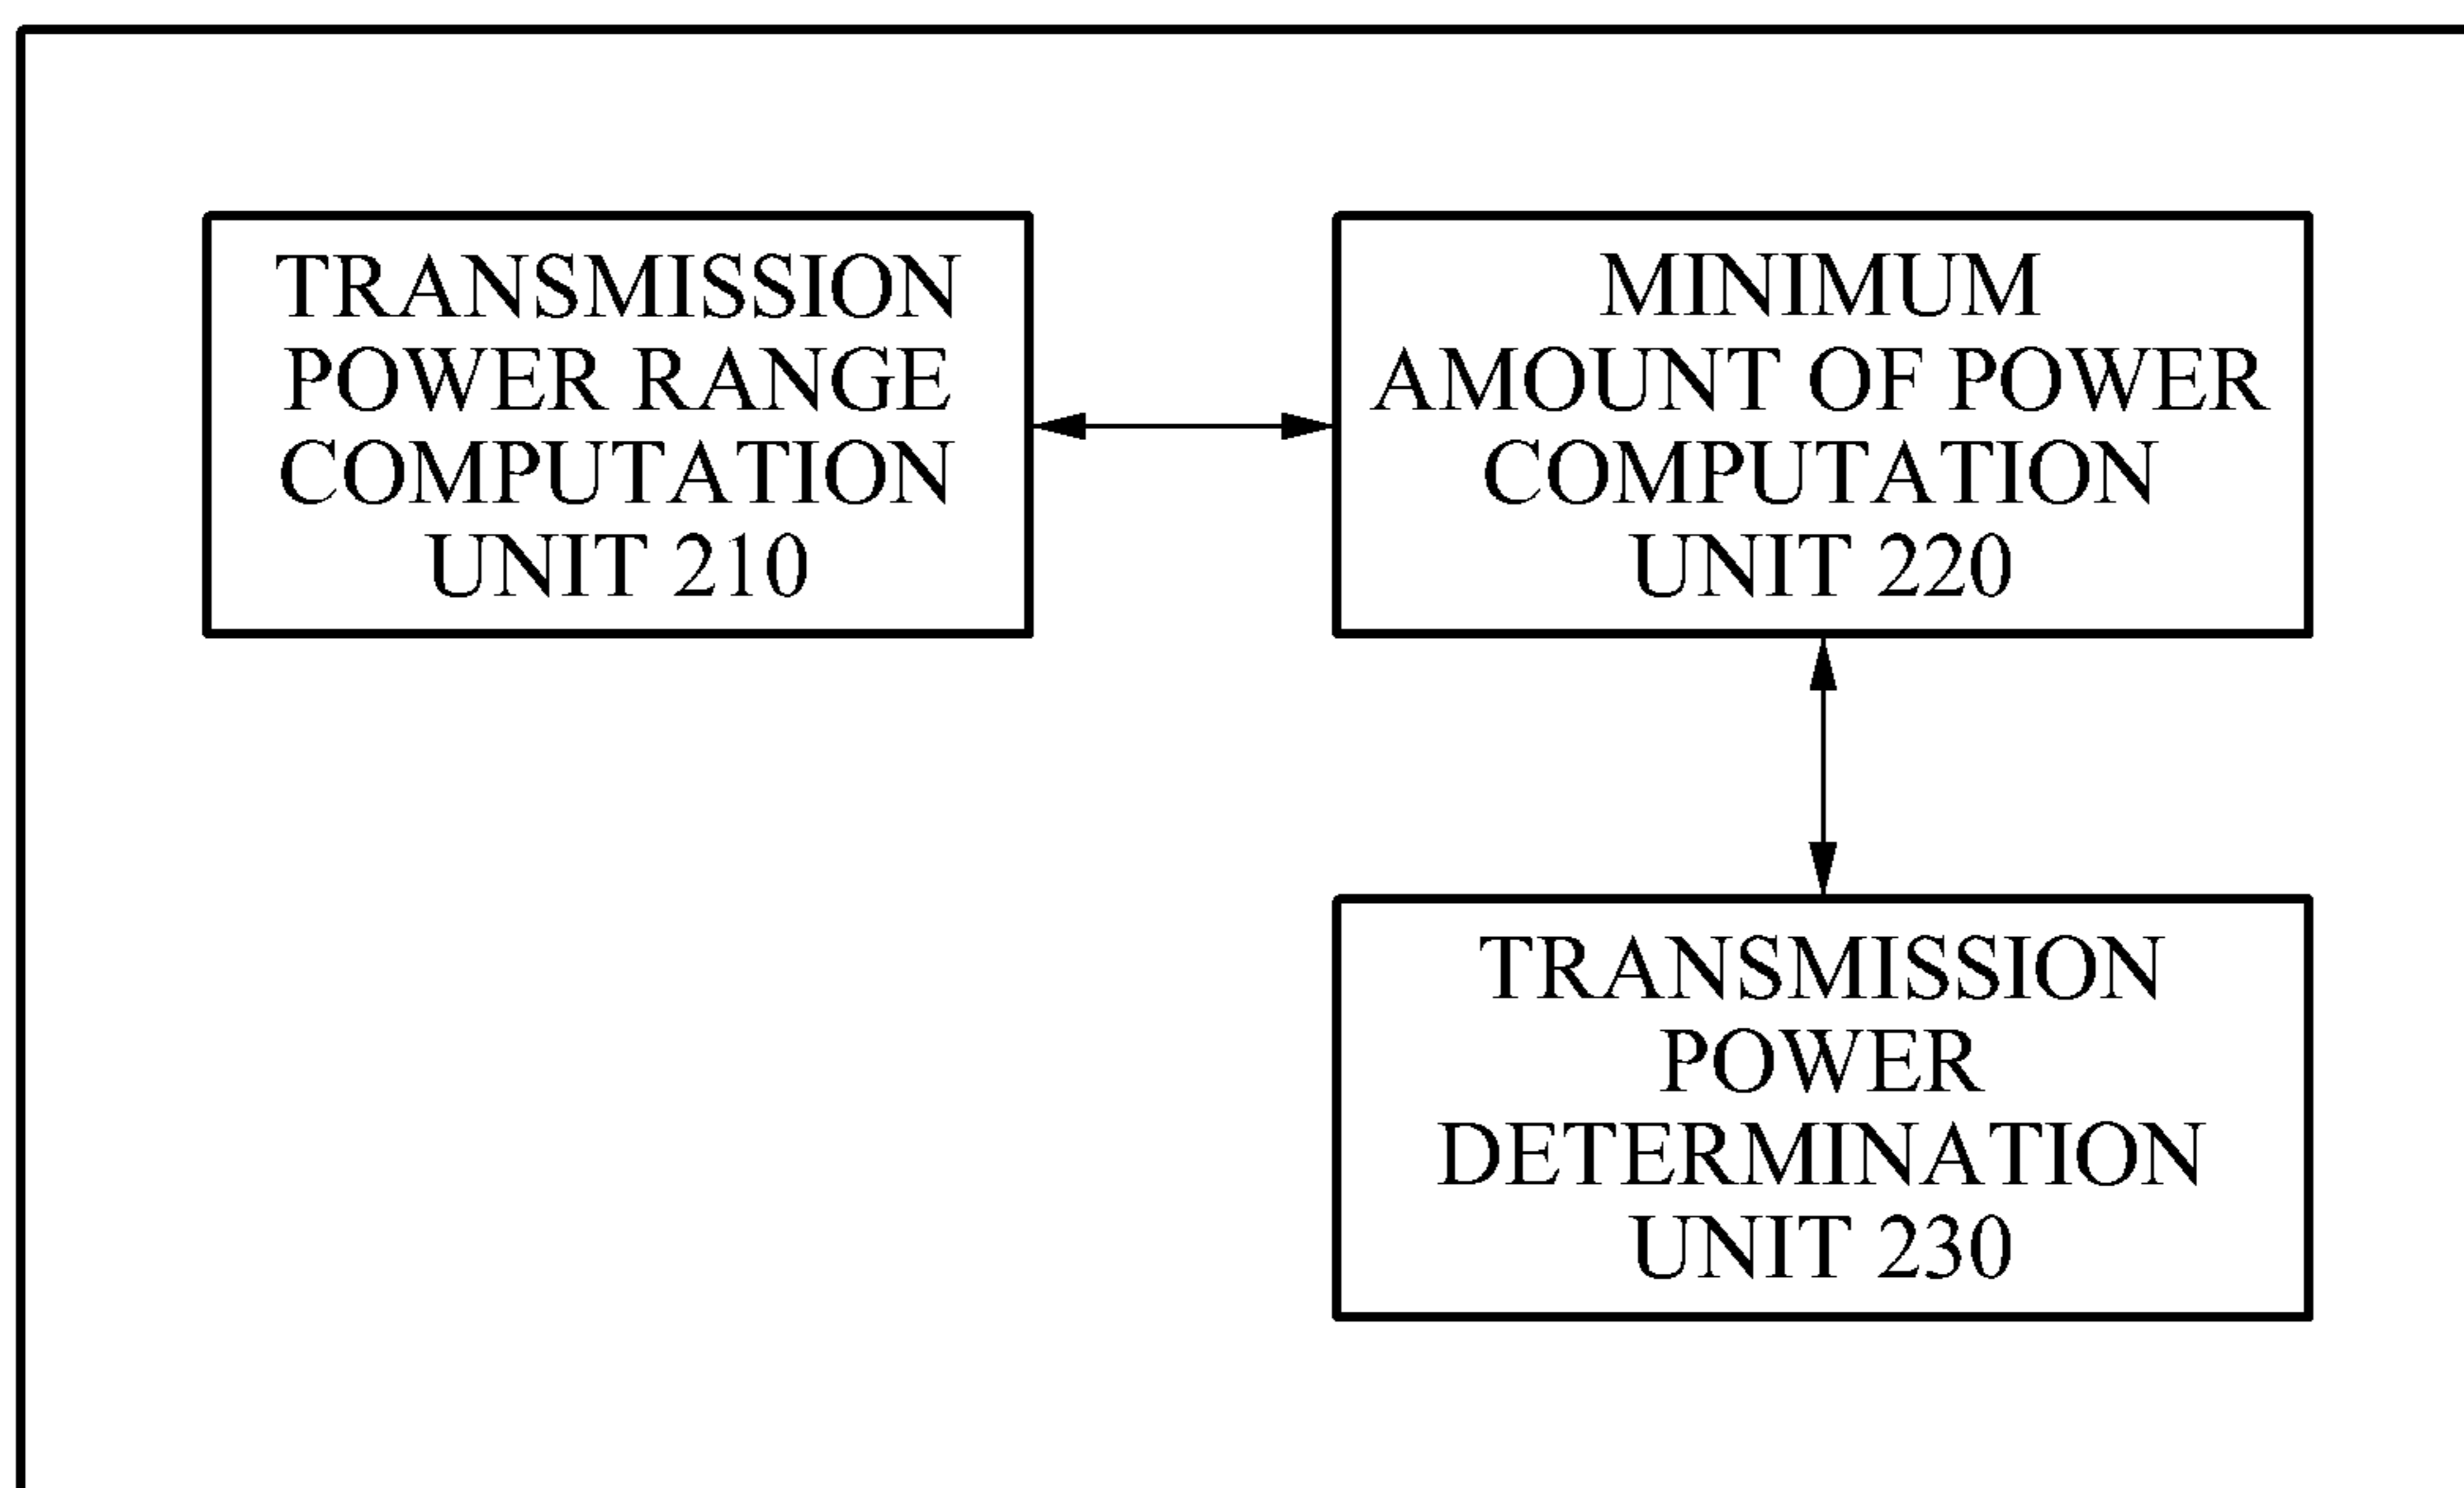 TRANSMISSION
POWER RANGE
COMPUTATION
UNIT 210
MINIMUM
AMOUNT OF POWER
COMPUTATION
UNIT 220
TRANSMISSION
POWER
DETERMINATION
UNIT 230